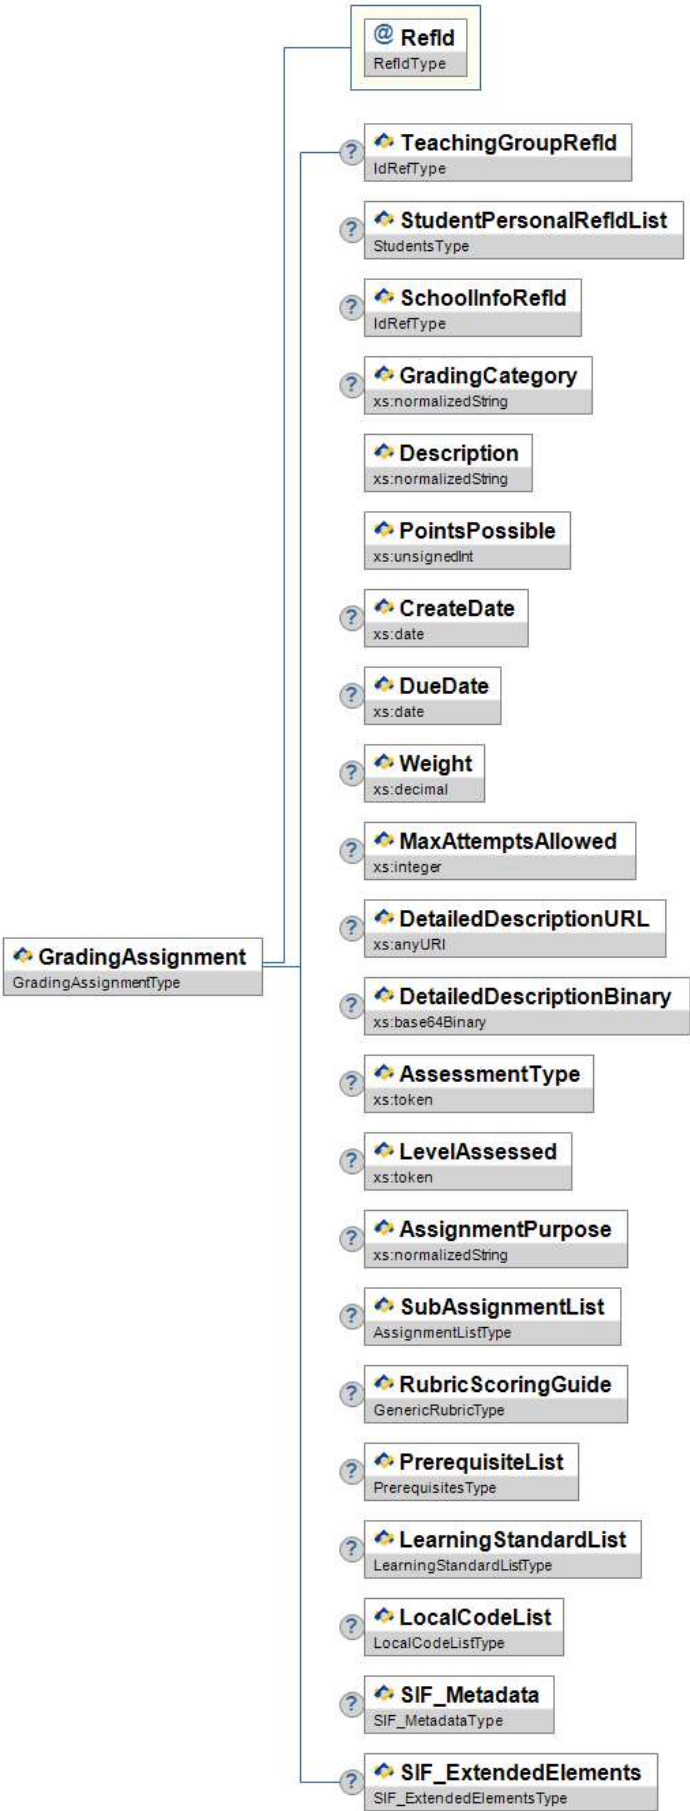 @ RefId
RefIdType
? TeachingGroupRefId
IdRefType
? StudentPersonalRefIdList
StudentsType
? SchoolInfoRefId
IdRefType
? GradingCategory
xs:normalizedString
Description
xs:normalizedString
PointsPossible
xs:unsignedInt
? CreateDate
xs:date
? DueDate
xs:date
? Weight
xs:decimal
? MaxAttemptsAllowed
xs:integer
? DetailedDescriptionURL
xs:anyURI
GradingAssignment
GradingAssignmentType
? DetailedDescriptionBinary
xs:base64Binary
? AssessmentType
xs:token
? LevelAssessed
xs:token
? AssignmentPurpose
xs:normalizedString
? SubAssignmentList
AssignmentListType
? RubricScoringGuide
GenericRubricType
? PrerequisiteList
PrerequisitesType
? LearningStandardList
LearningStandardListType
? LocalCodeList
LocalCodeListType
? SIF_Metadata
SIF_MetadataType
? SIF_ExtendedElements
SIF_ExtendedElementsType